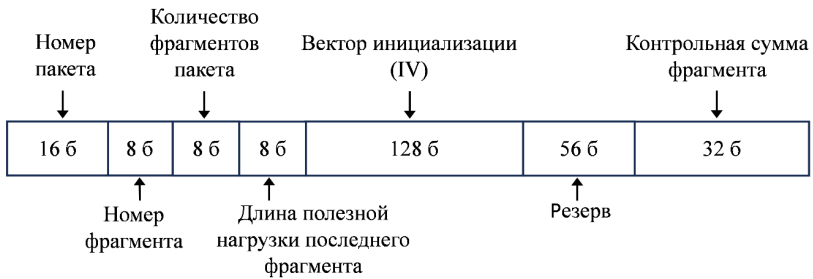 Номер
пакета
Количество
фрагментов
пакета
Вектор инициализации
(IV)
Контрольная сумма
фрагмента
16 б
8 б
8 б
8 б
128 б
56 б
32 б
Номер
фрагмента
Длина полезной
нагрузки последнего
фрагмента
Резерв